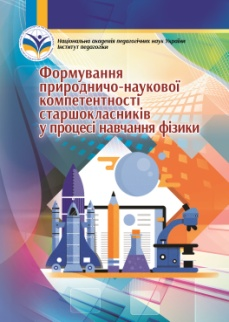 Національна академія педагогічних наук України
Інститут педагогіки
Формування
природничо-наукової
компетентності
старшокласників
у процесі навчання фізики